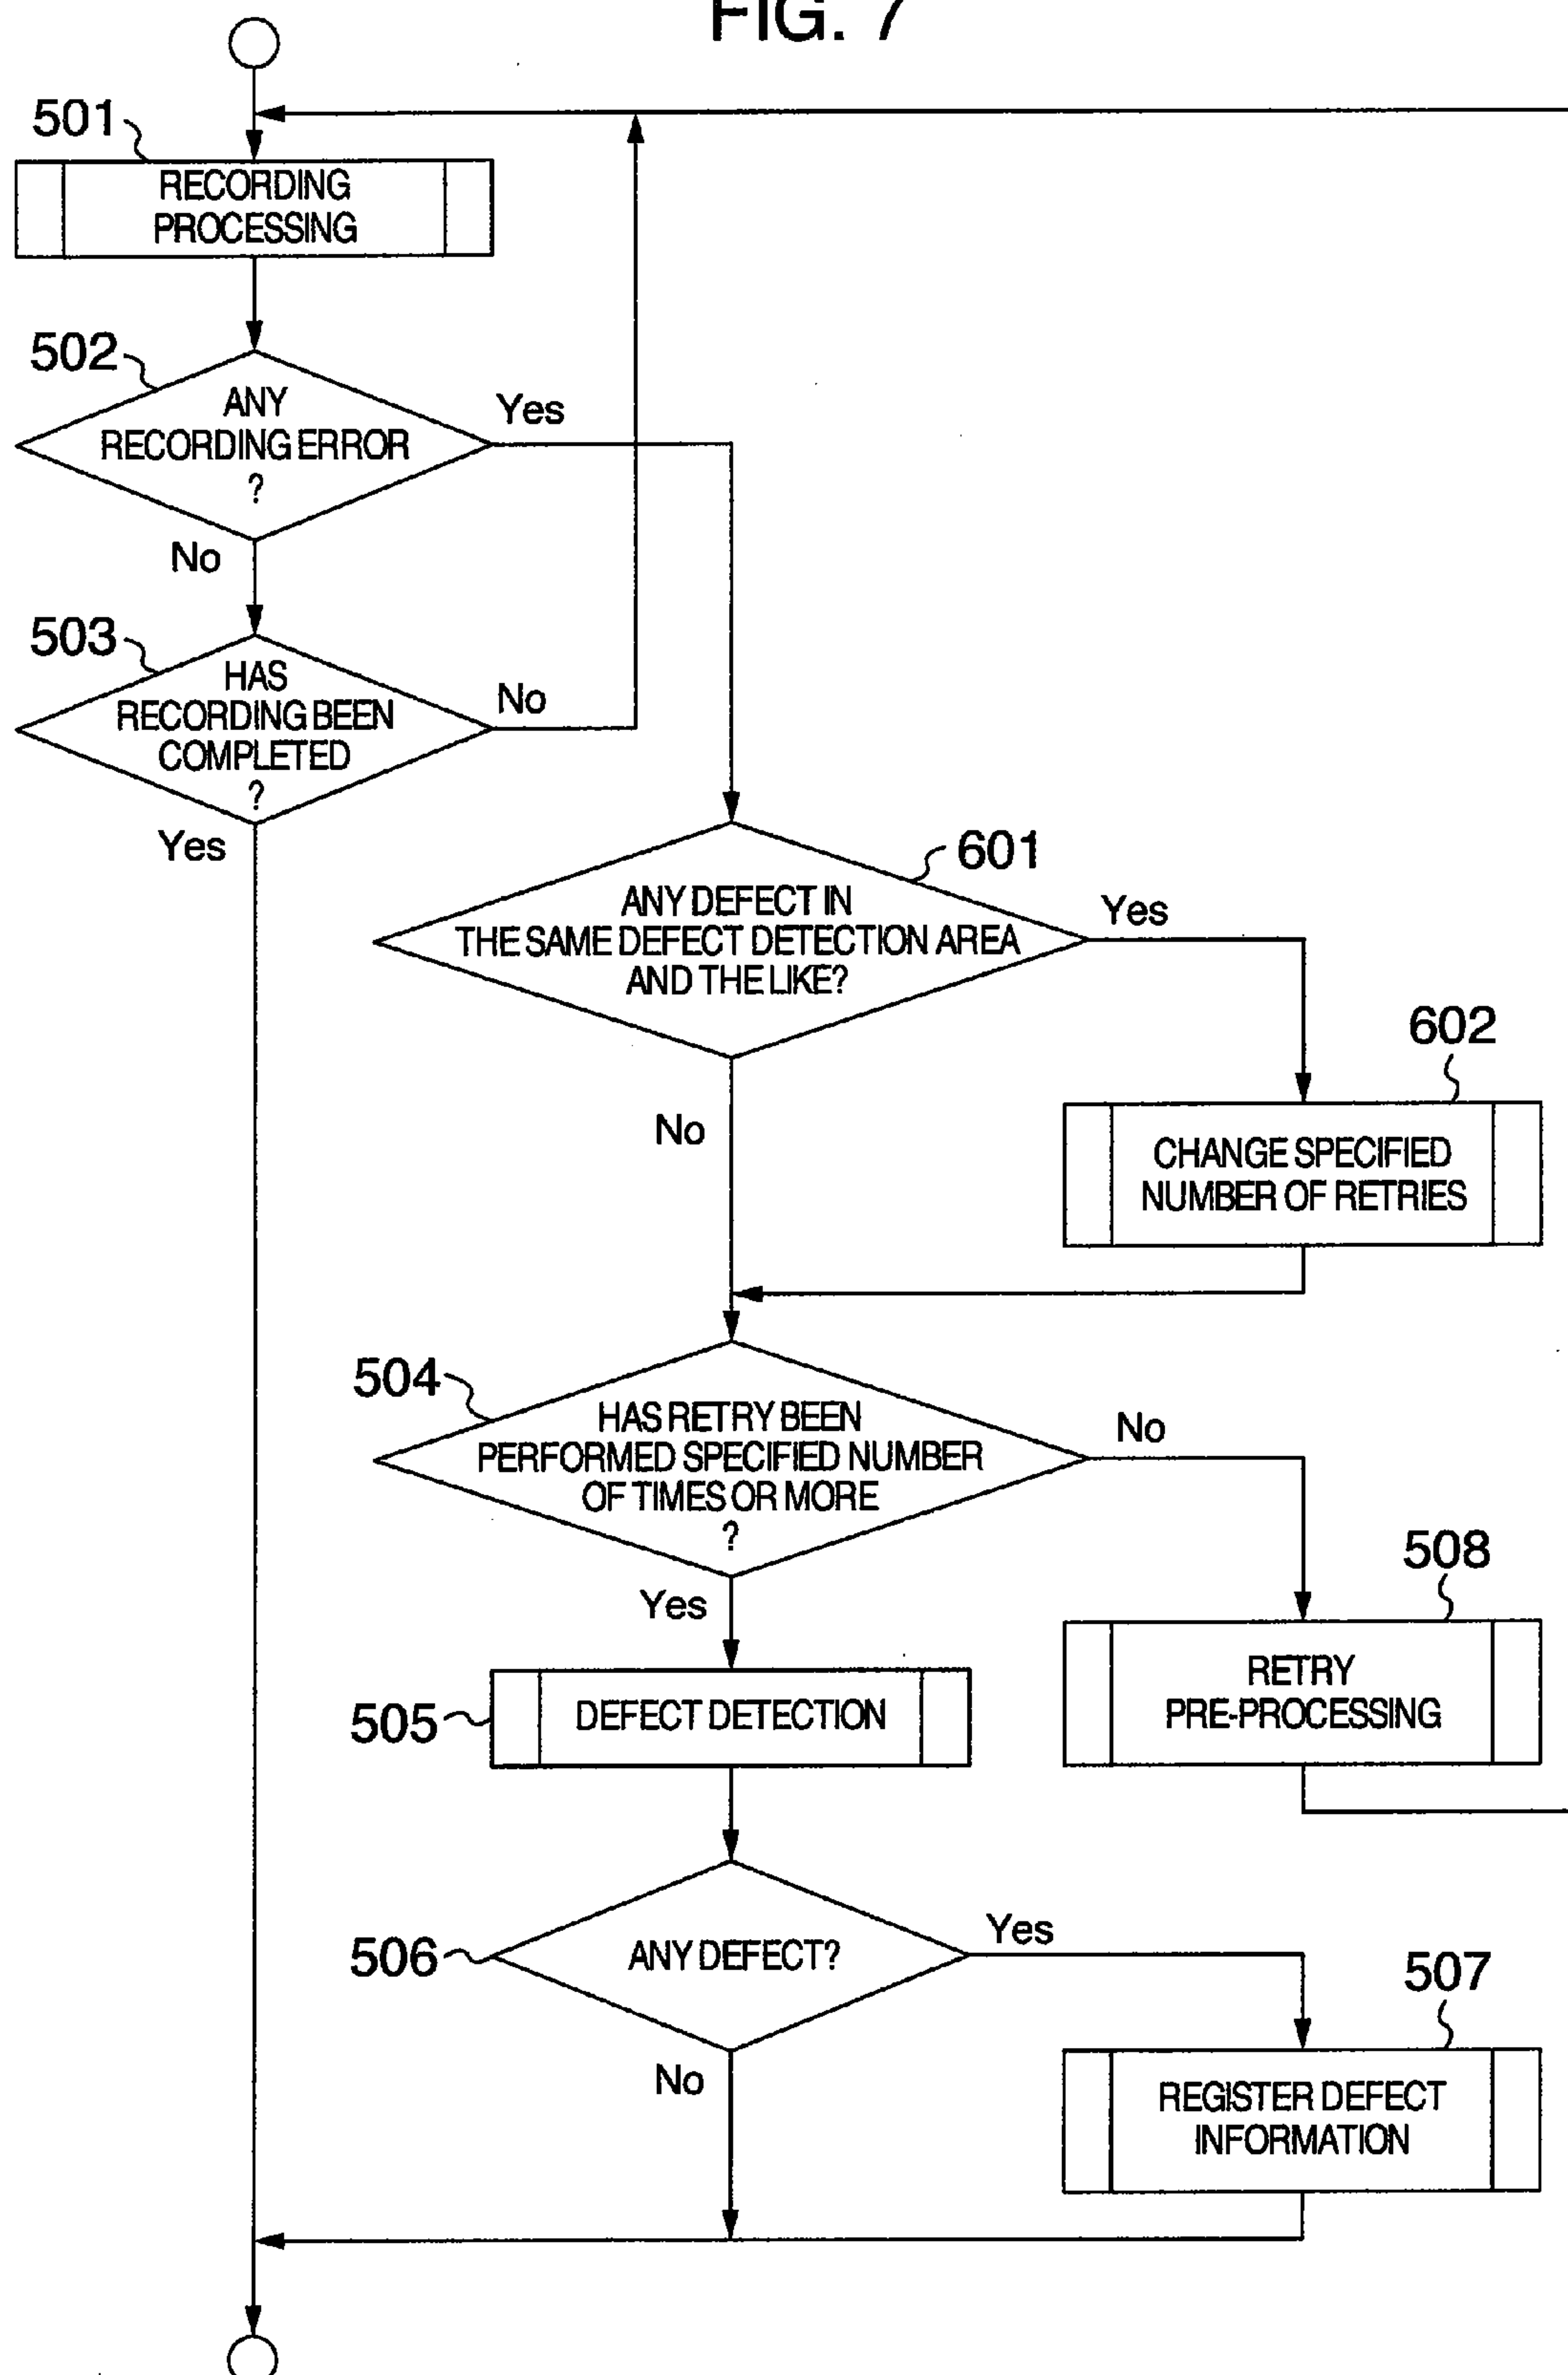 FIG. 7
501
RECORDING
PROCESSING
502
ANY
RECORDING ERROR
?
Yes
No
503
HAS
RECORDING BEEN
COMPLETED
?
No
Yes
601
ANY DEFECT IN
THE SAME DEFECT DETECTION AREA
AND THE LIKE?
Yes
No
602
CHANGE SPECIFIED
NUMBER OF RETRIES
504
HAS RETRY BEEN
PERFORMED SPECIFIED NUMBER
OF TIMES OR MORE
?
No
Yes
508
RETRY
PRE-PROCESSING
505
DEFECT DETECTION
506
ANY DEFECT?
Yes
No
507
REGISTER DEFECT
INFORMATION